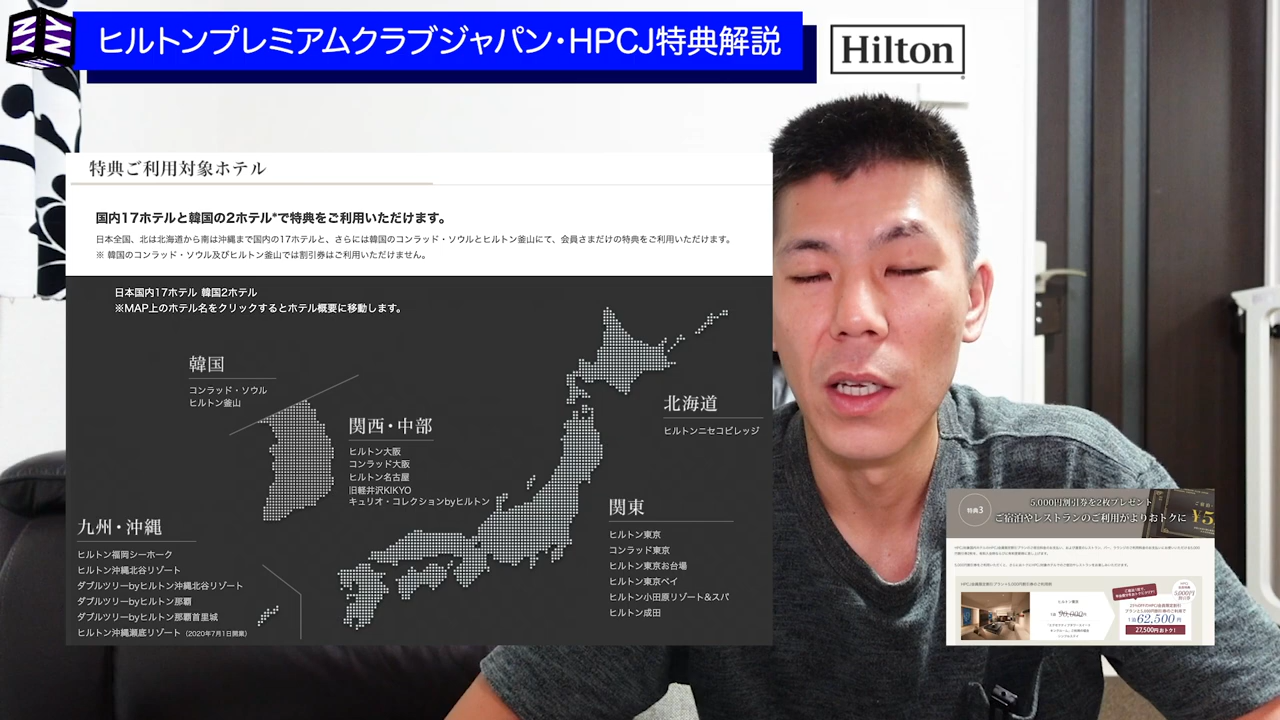 NY
NY
ヒルトンプレミアムクラブジャパン・HPCJ特典解説
Hilton
特典ご利用対象ホテル
国内17ホテルと韓国の2ホテル*で特典をご利用いただけます。
日本全国、北は北海道から南は沖縄まで国内の17ホテルと、さらには韓国のコンラッド・ソウルとヒルトン釜山にて、会員さまだけの特典をご利用いただけます。
※ 韓国のコンラッド・ソウル及びヒルトン釜山では割引券はご利用いただけません。
日本国内17ホテル 韓国2ホテル
※MAP上のホテル名をクリックするとホテル概要に移動します。
韓国
コンラッド・ソウル
ヒルトン釜山
関西・中部
ヒルトン大阪
コンラッド大阪
ヒルトン名古屋
旧軽井沢KIKYO
キュリオ・コレクションbyヒルトン
北海道
ヒルトンニセコビレッジ
九州・沖縄
ヒルトン福岡シーホーク
ヒルトン沖縄北谷リゾート
ダブルツリーbyヒルトン沖縄北谷リゾート
ダブルツリーbyヒルトン那覇
ダブルツリーbyヒルトン那覇首里城
ヒルトン沖縄瀬底リゾート (2020年7月1日開業)
関東
ヒルトン東京
コンラッド東京
ヒルトン東京お台場
ヒルトン東京ベイ
ヒルトン小田原リゾート&スパ
ヒルトン成田
特典3
5,000円割引券を2枚プレゼント
ご宿泊やレストランのご利用がよりおトクに
¥5
1泊 90,000円
1泊62,500円
27,500円おトク!